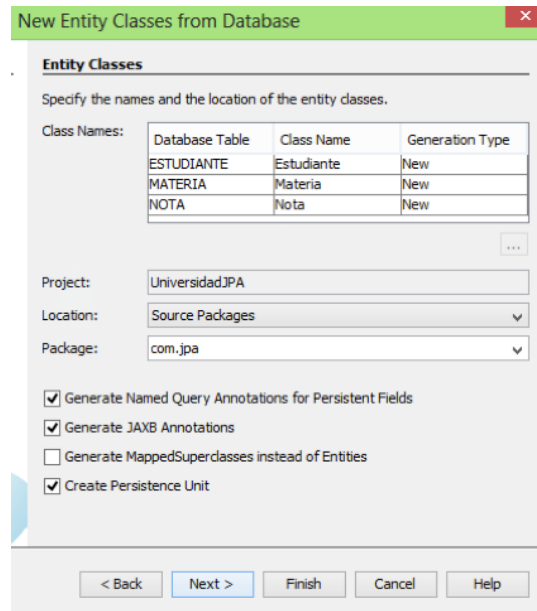 New Entity Classes from Database
Entity Classes
Specify the names and the location of the entity classes.
Class Names:
Database Table Class Name Generation Type
ESTUDIANTE Estudiante New
MATERIA Materia New
NOTA Nota New
...
Project: UniversidadJPA
Location: Source Packages
Package: com.jpa
Generate Named Query Annotations for Persistent Fields
Generate JAXB Annotations
Generate MappedSuperclasses instead of Entities
Create Persistence Unit
< Back Next > Finish Cancel Help